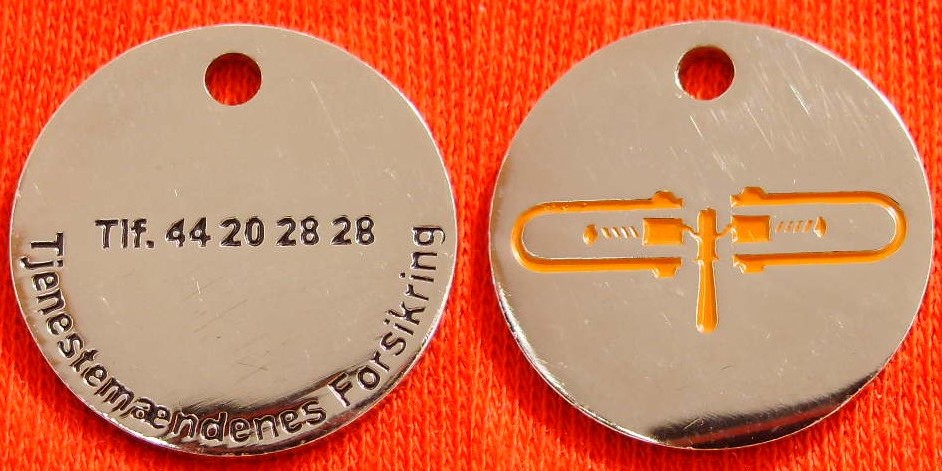 Tlf. 44 20 28 28
Tjenestemændenes Forsikring